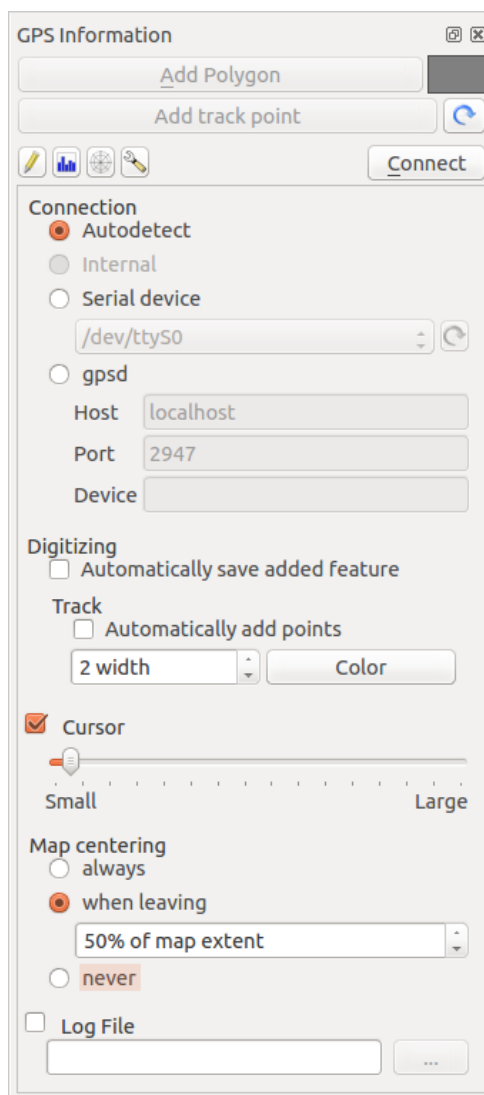 GPS Information
Add Polygon
Add track point
Connect
Connection
Autodetect
Internal
Serial device
/dev/ttyS0
gpsd
Host localhost
Port 2947
Device
Digitizing
Automatically save added feature
Track
Automatically add points
2 width Color
Cursor
Small Large
Map centering
always
when leaving
50% of map extent
never
Log File
...